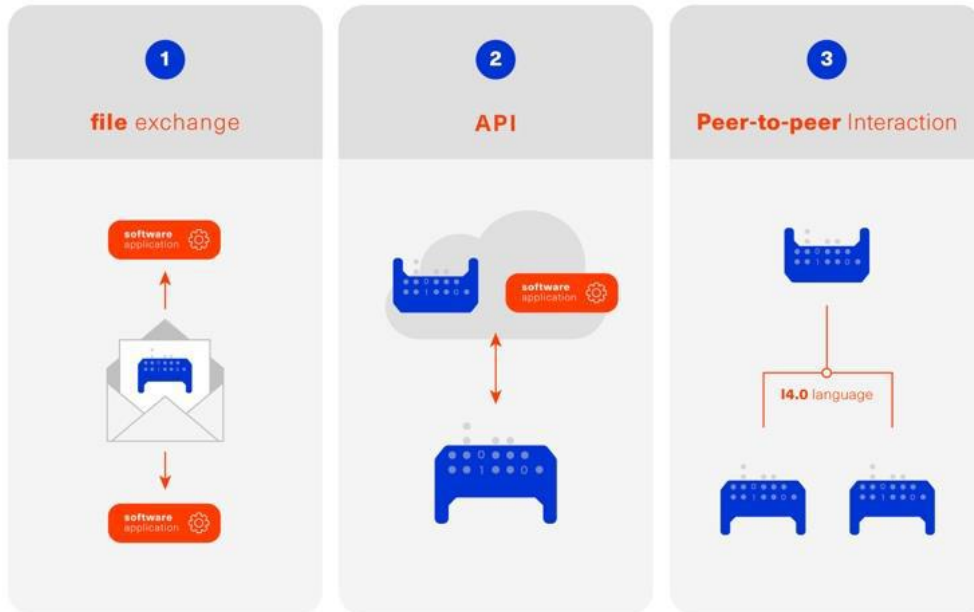 1
file exchange
software
application
software
application
2
API
software
application
3
Peer-to-peer Interaction
I4.0 language